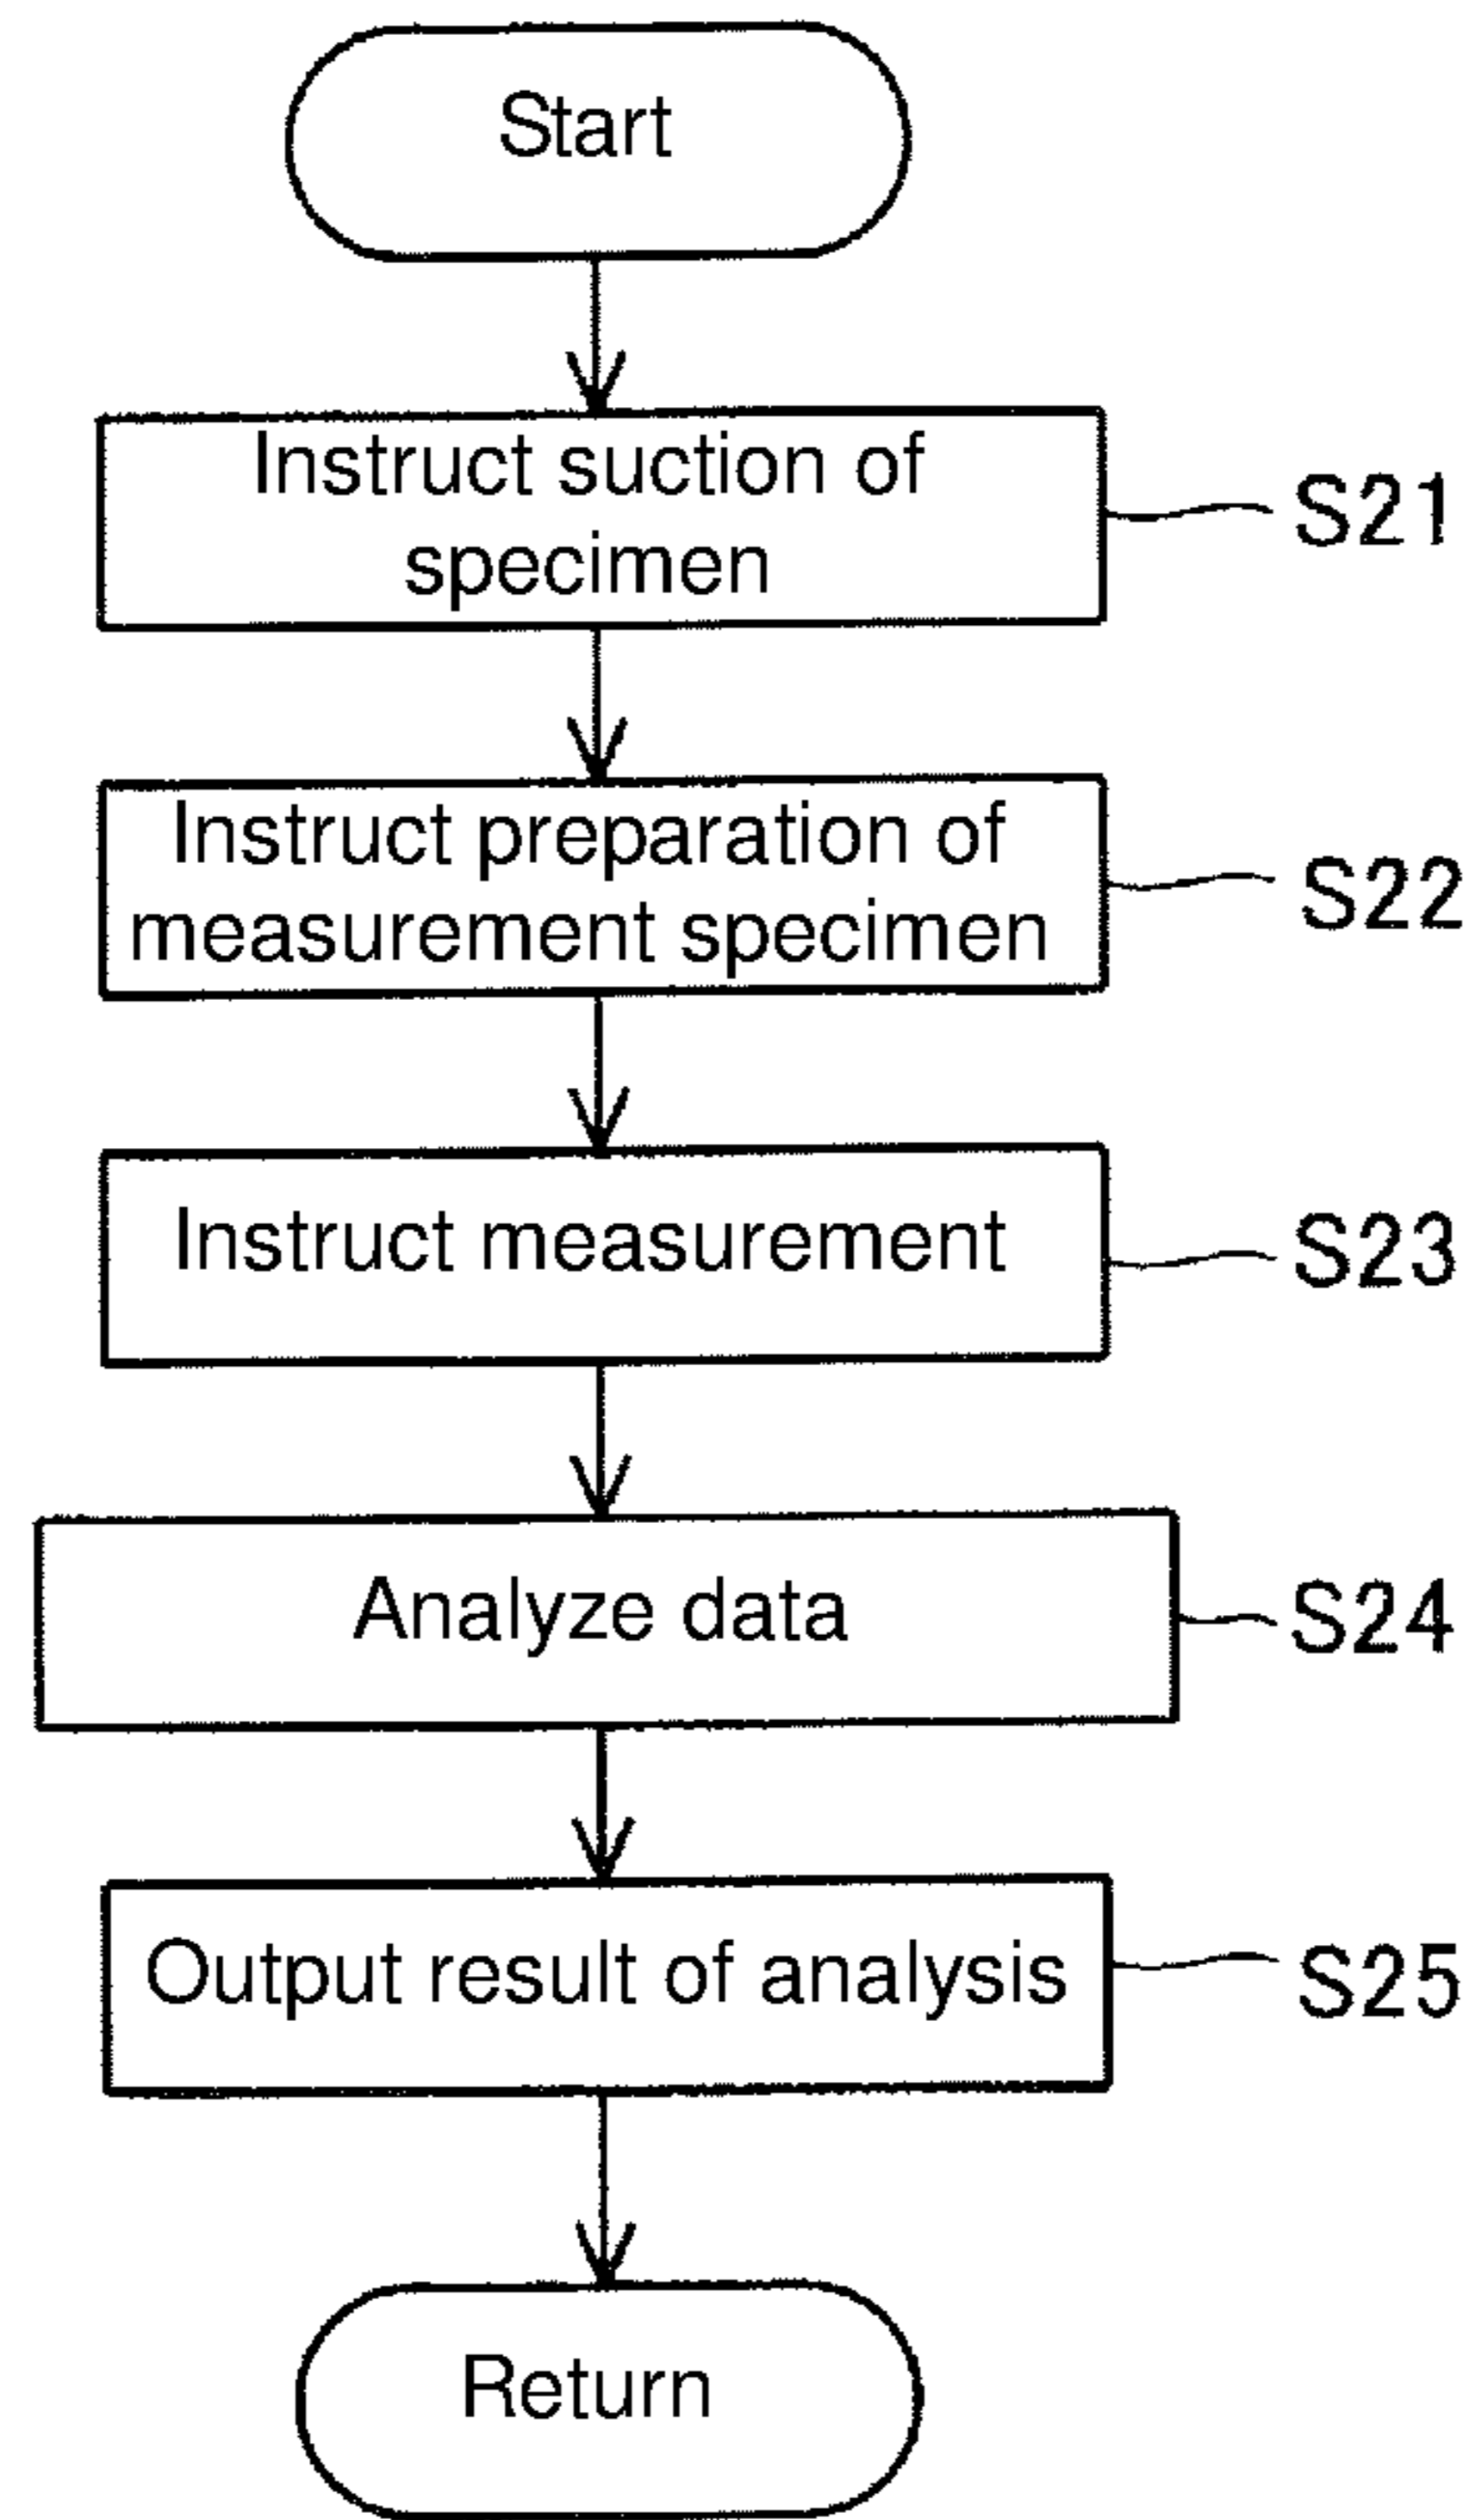 Start
Instruct suction of
specimen
S21
Instruct preparation of
measurement specimen
S22
Instruct measurement
S23
Analyze data
S24
Output result of analysis
S25
Return